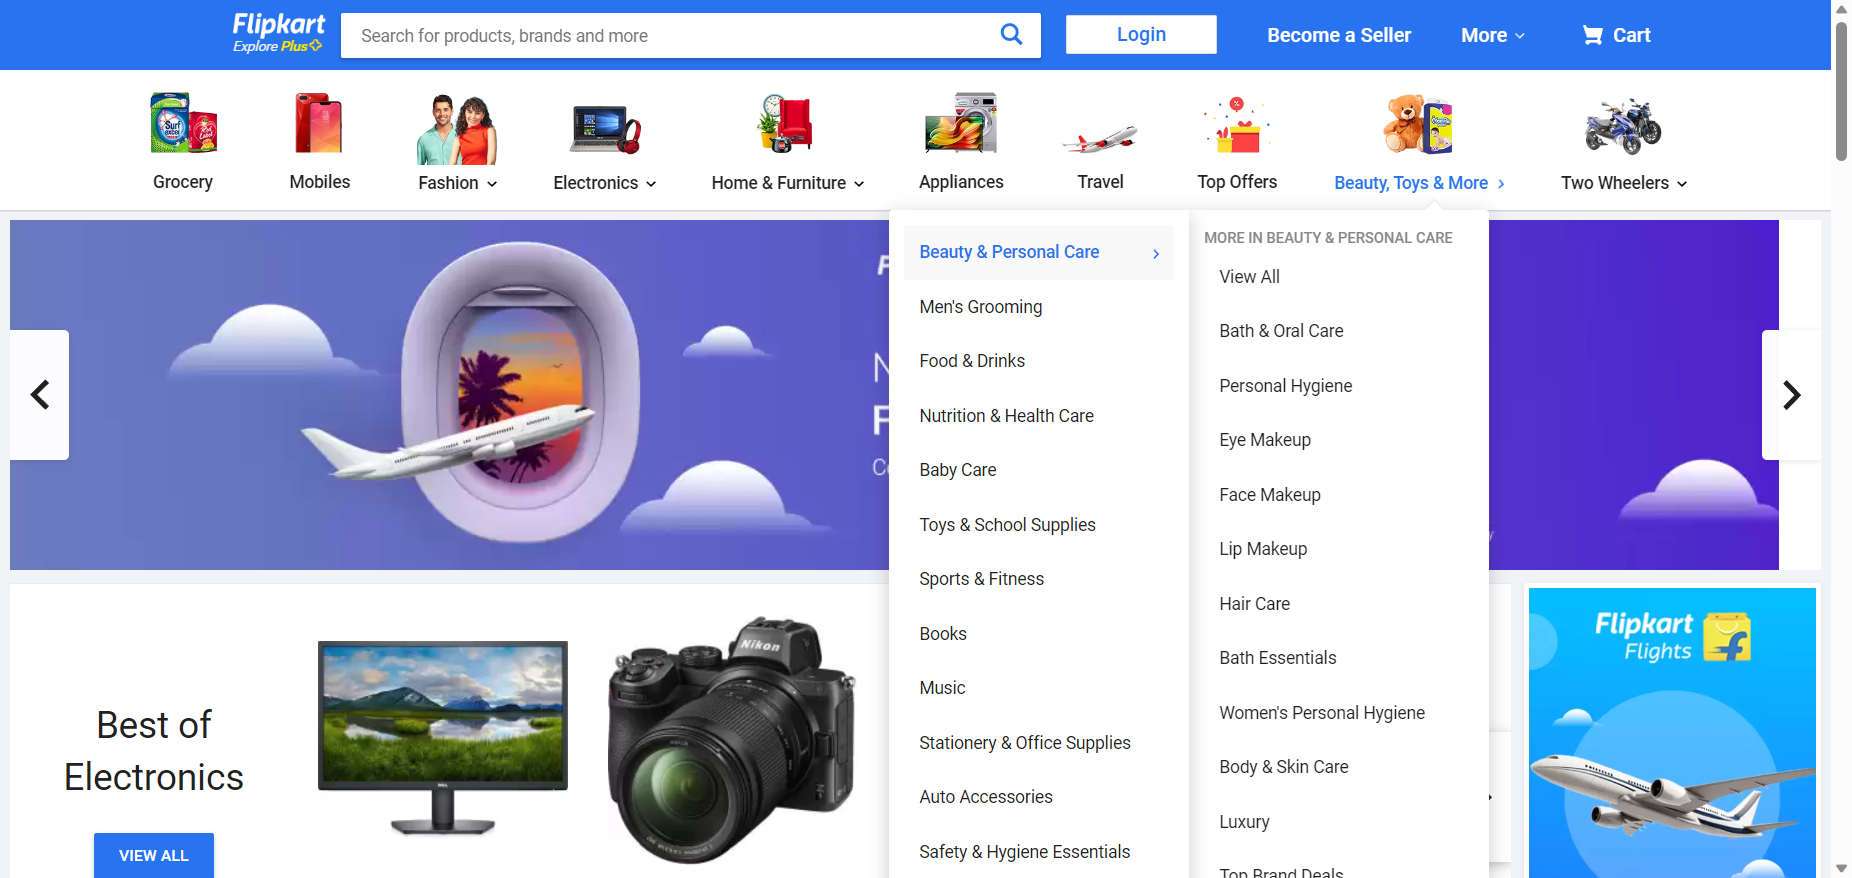 Flipkart
Explore Plus
Search for products, brands and more
Login
Become a Seller
More
Cart
Grocery
Mobiles
Fashion
Electronics
Home & Furniture
Appliances
Travel
Top Offers
Beauty, Toys & More
Two Wheelers
Beauty & Personal Care
Men's Grooming
Food & Drinks
Nutrition & Health Care
Baby Care
Toys & School Supplies
Sports & Fitness
Books
Music
Stationery & Office Supplies
Auto Accessories
Safety & Hygiene Essentials
MORE IN BEAUTY & PERSONAL CARE
View All
Bath & Oral Care
Personal Hygiene
Eye Makeup
Face Makeup
Lip Makeup
Hair Care
Bath Essentials
Women's Personal Hygiene
Body & Skin Care
Luxury
Top Brand Deals
Best of
Electronics
VIEW ALL
Nikon
DELL
Flipkart
Flights
Surf
excel